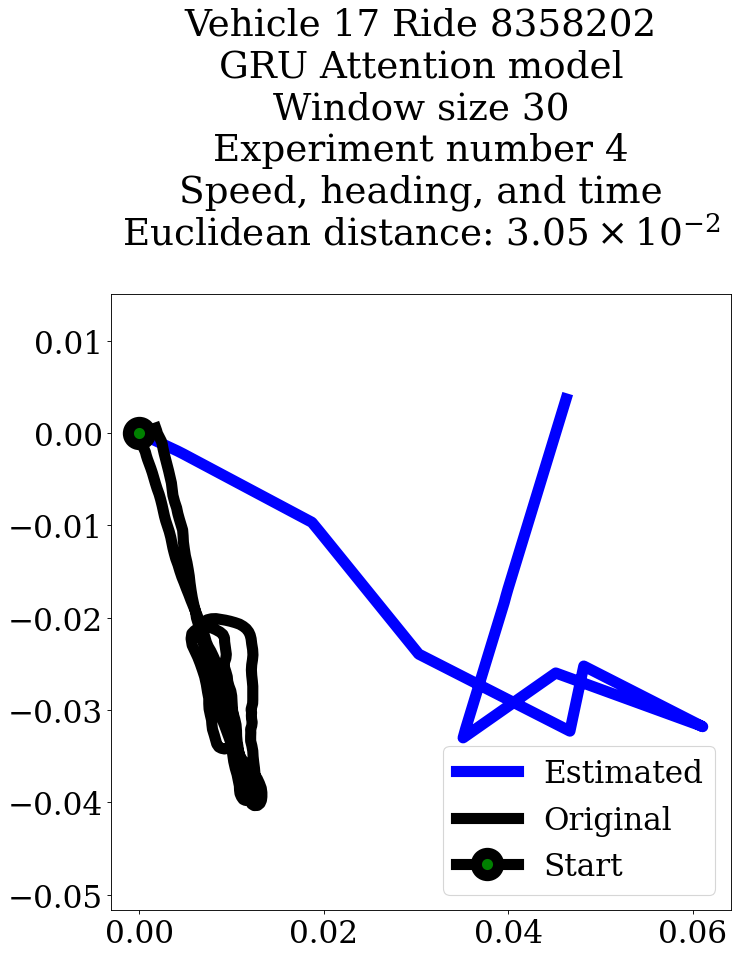 Vehicle 17 Ride 8358202
GRU Attention model
Window size 30
Experiment number 4
Speed, heading, and time
Euclidean distance: 3.05 × 10⁻²
0.01
0.00
−0.01
−0.02
−0.03
−0.04
−0.05
Estimated
Original
Start
0.00 0.02 0.04 0.06